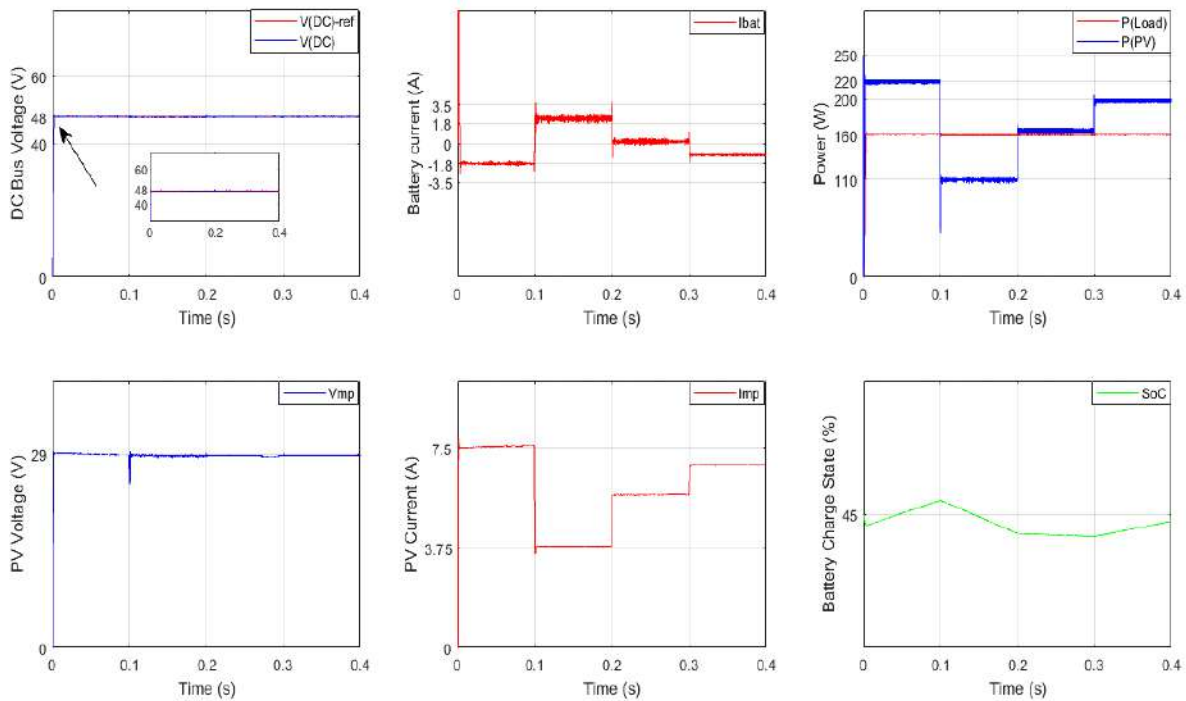 V(DC)-ref
V(DC)
DC Bus Voltage (V)
60
48
40
0
60
48
40
0 0.2 0.4
0 0.1 0.2 0.3 0.4
Time (s)
Ibat
Battery current (A)
3.5
1.8
0
-1.8
-3.5
0 0.1 0.2 0.3 0.4
Time (s)
P(Load)
P(PV)
Power (W)
250
220
200
160
110
0
0 0.1 0.2 0.3 0.4
Time (s)
Vmp
PV Voltage (V)
29
0
0 0.1 0.2 0.3 0.4
Time (s)
Imp
PV Current (A)
7.5
3.75
0
0 0.1 0.2 0.3 0.4
Time (s)
SoC
Battery Charge State (%)
45
0 0.1 0.2 0.3 0.4
Time (s)